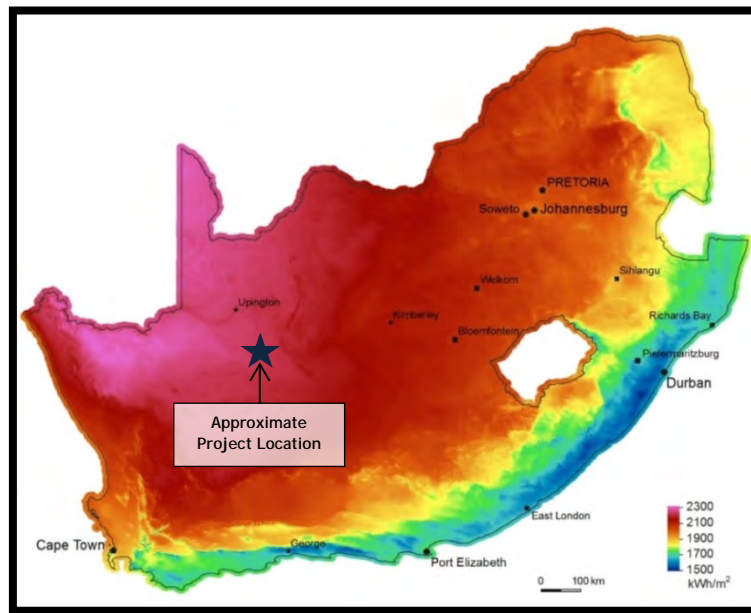 PRETORIA
Soweto
Johannesburg
Upington
Welkom
Sihlangu
Kimberley
Bloemfontein
Richards Bay
Pietermaritzburg
Durban
Approximate
Project Location
East London
Cape Town
George
Port Elizabeth
2300
2100
1900
1700
1500
kWh/m²
0 100 km